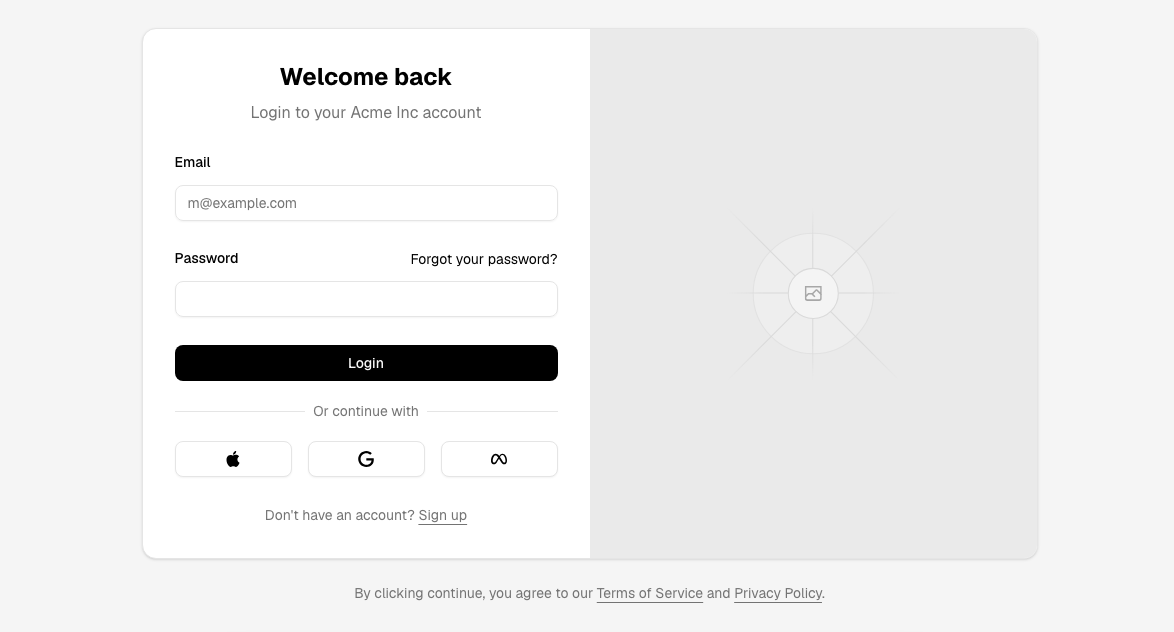 Welcome back
Login to your Acme Inc account
Email
m@example.com
Password
Forgot your password?
Login
Or continue with
Don't have an account? Sign up
By clicking continue, you agree to our Terms of Service and Privacy Policy.